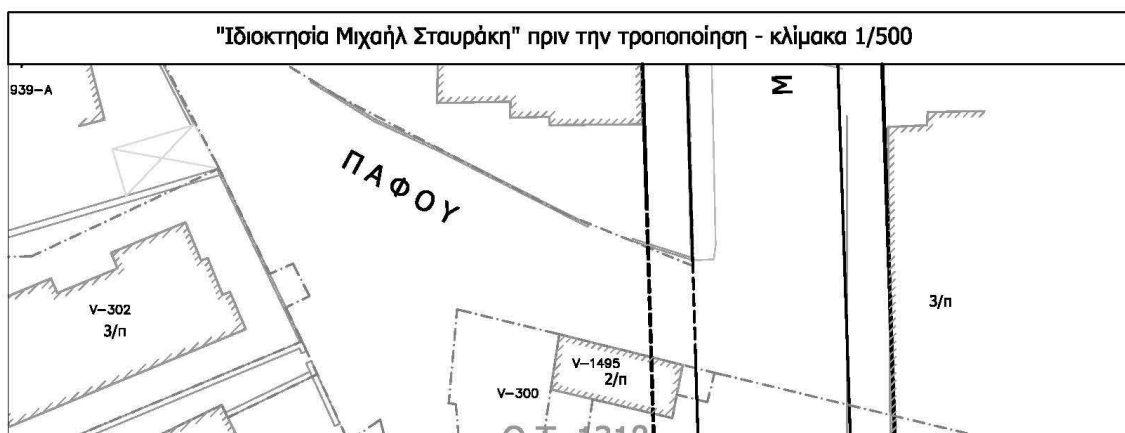 "Ιδιοκτησία Μιχαήλ Σταυράκη" πριν την τροποποίηση - κλίμακα 1/500
939-Α
Μ
ΠΑΦΟΥ
V-302
3/π
3/π
V-1495
2/π
V-300